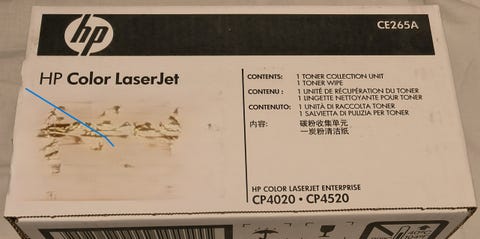 hp
CE265A
HP Color LaserJet
CONTENTS: 1 TONER COLLECTION UNIT
1 TONER WIPE
CONTENU: 1 UNITÉ DE RÉCUPÉRATION DU TONER
1 LINGETTE NETTOYANTE POUR TONER
CONTENUTO: 1 UNITÀ DI RACCOLTA TONER
1 SALVIETTA DI PULIZIA PER TONER
内容: 碳粉收集单元
一炭粉清洁纸
HP COLOR LASERJET ENTERPRISE
CP4020 • CP4520